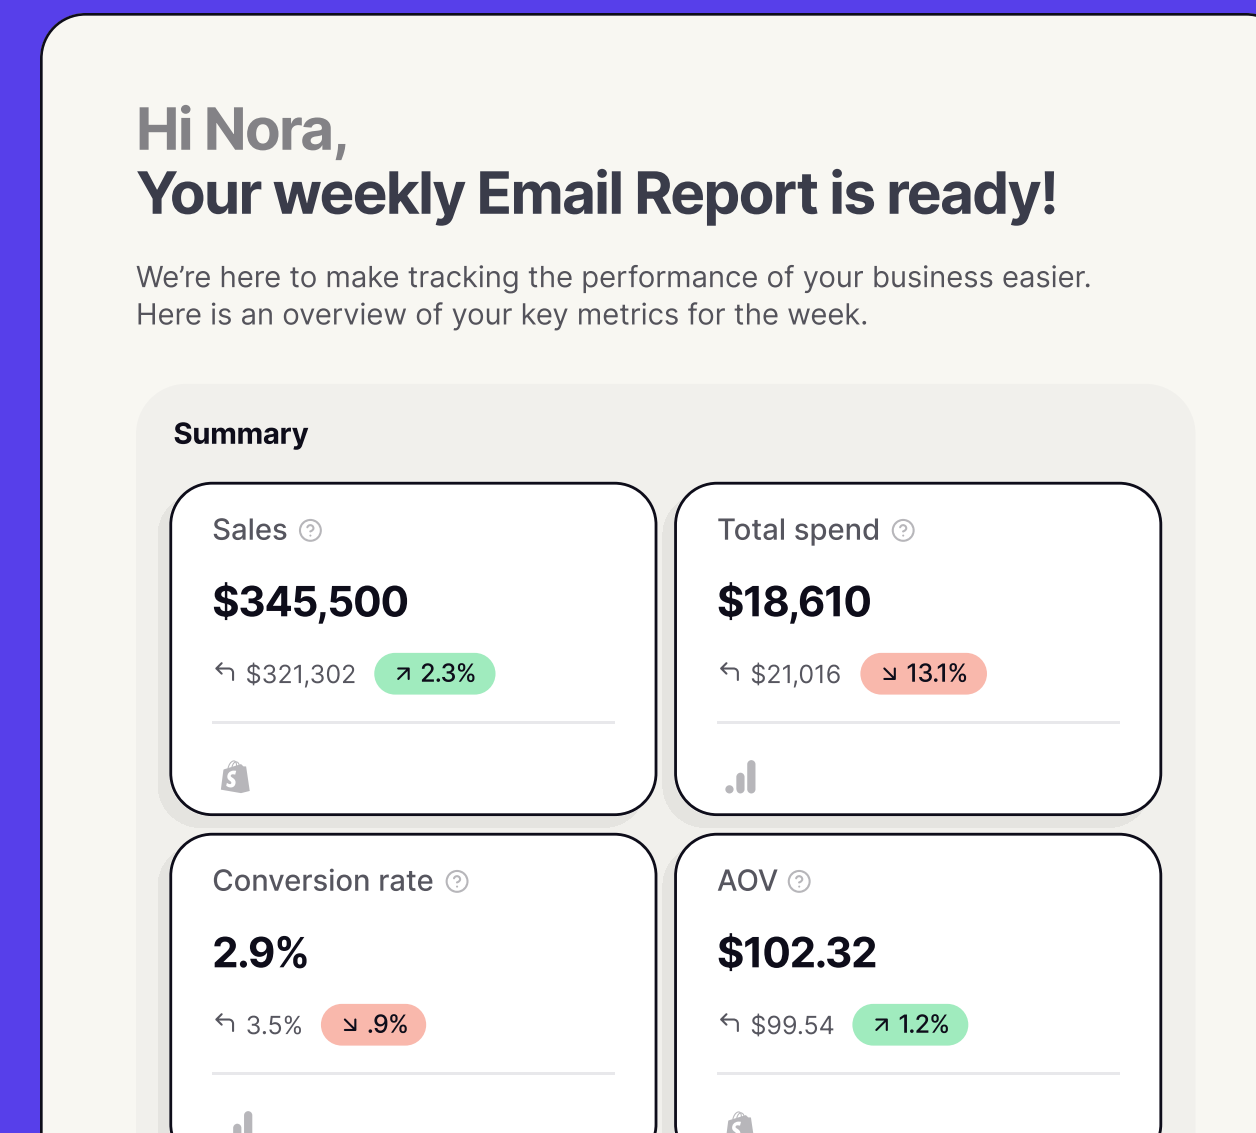 Hi Nora,
Your weekly Email Report is ready!
We’re here to make tracking the performance of your business easier.
Here is an overview of your key metrics for the week.
Summary
Sales ?
$345,500
$321,302 2.3%
S
Total spend ?
$18,610
$21,016 13.1%
Conversion rate ?
2.9%
3.5% .9%
AOV ?
$102.32
$99.54 1.2%
S